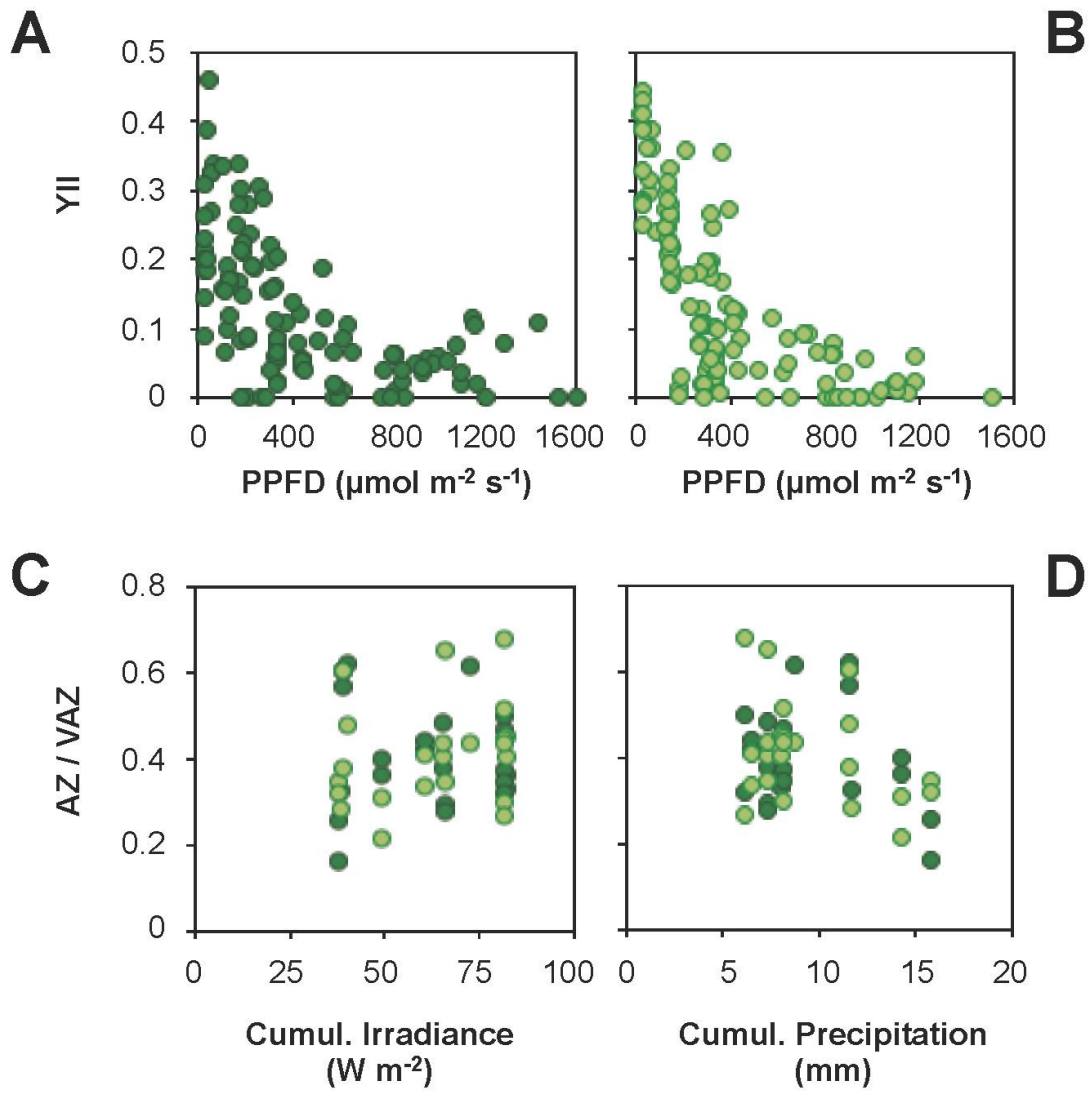 A
B
0.5
0.4
0.3
0.2
0.1
0
YII
0 400 800 1200 1600
0 400 800 1200 1600
PPFD (µmol m-2 s-1)
PPFD (µmol m-2 s-1)
C
D
0.8
0.6
0.4
0.2
0
AZ / VAZ
0 25 50 75 100
0 5 10 15 20
Cumul. Irradiance
(W m-2)
Cumul. Precipitation
(mm)